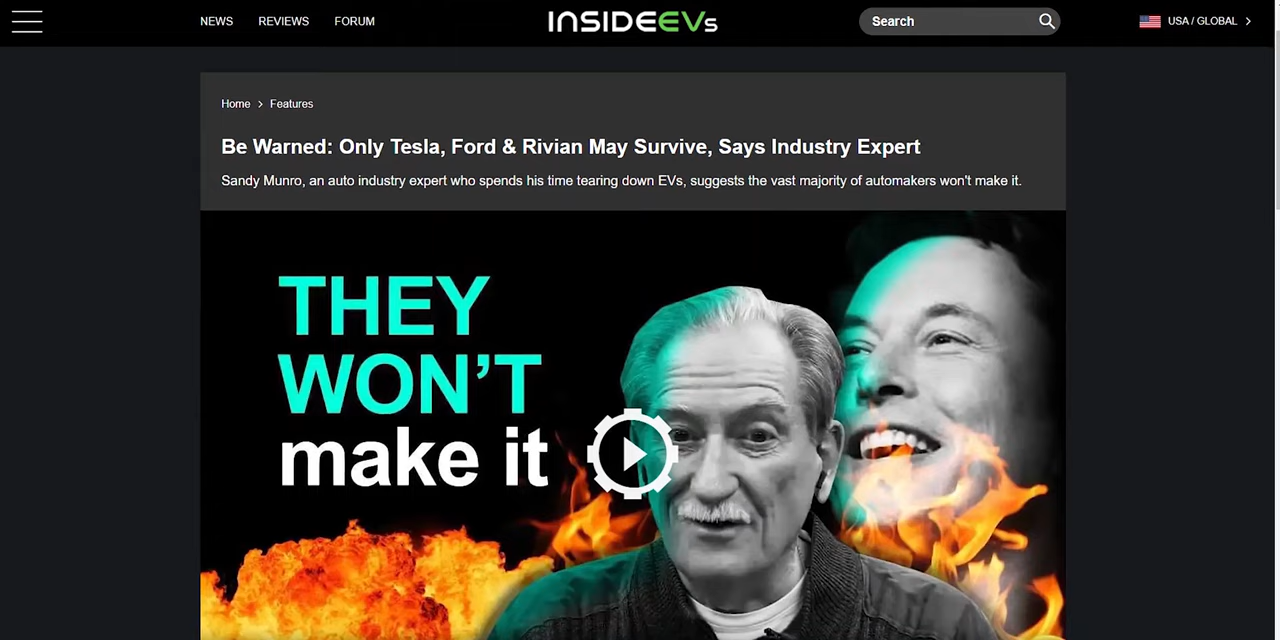 NEWS REVIEWS FORUM INSIDEEVs Search USA / GLOBAL
Home > Features
Be Warned: Only Tesla, Ford & Rivian May Survive, Says Industry Expert
Sandy Munro, an auto industry expert who spends his time tearing down EVs, suggests the vast majority of automakers won't make it.
THEY
WON’T
make it